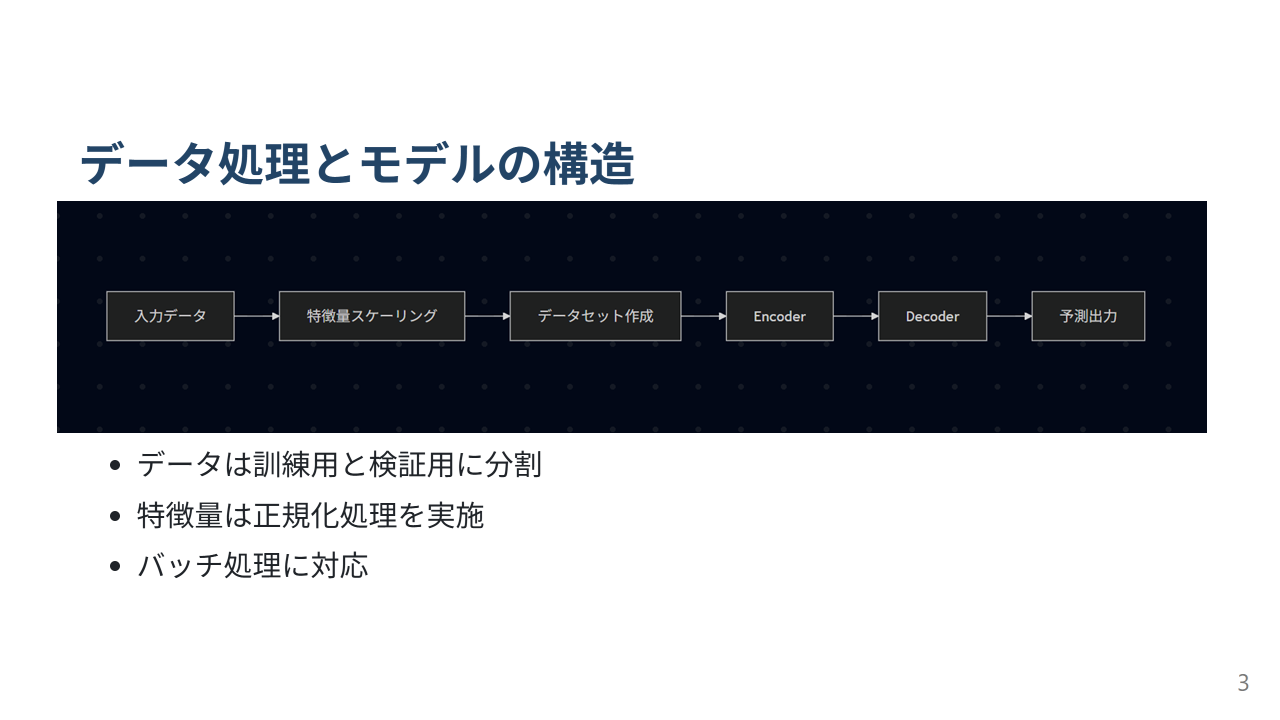 データ処理とモデルの構造
入力データ
特徴量スケーリング
データセット作成
Encoder
Decoder
予測出力
データは訓練用と検証用に分割
特徴量は正規化処理を実施
バッチ処理に対応
3